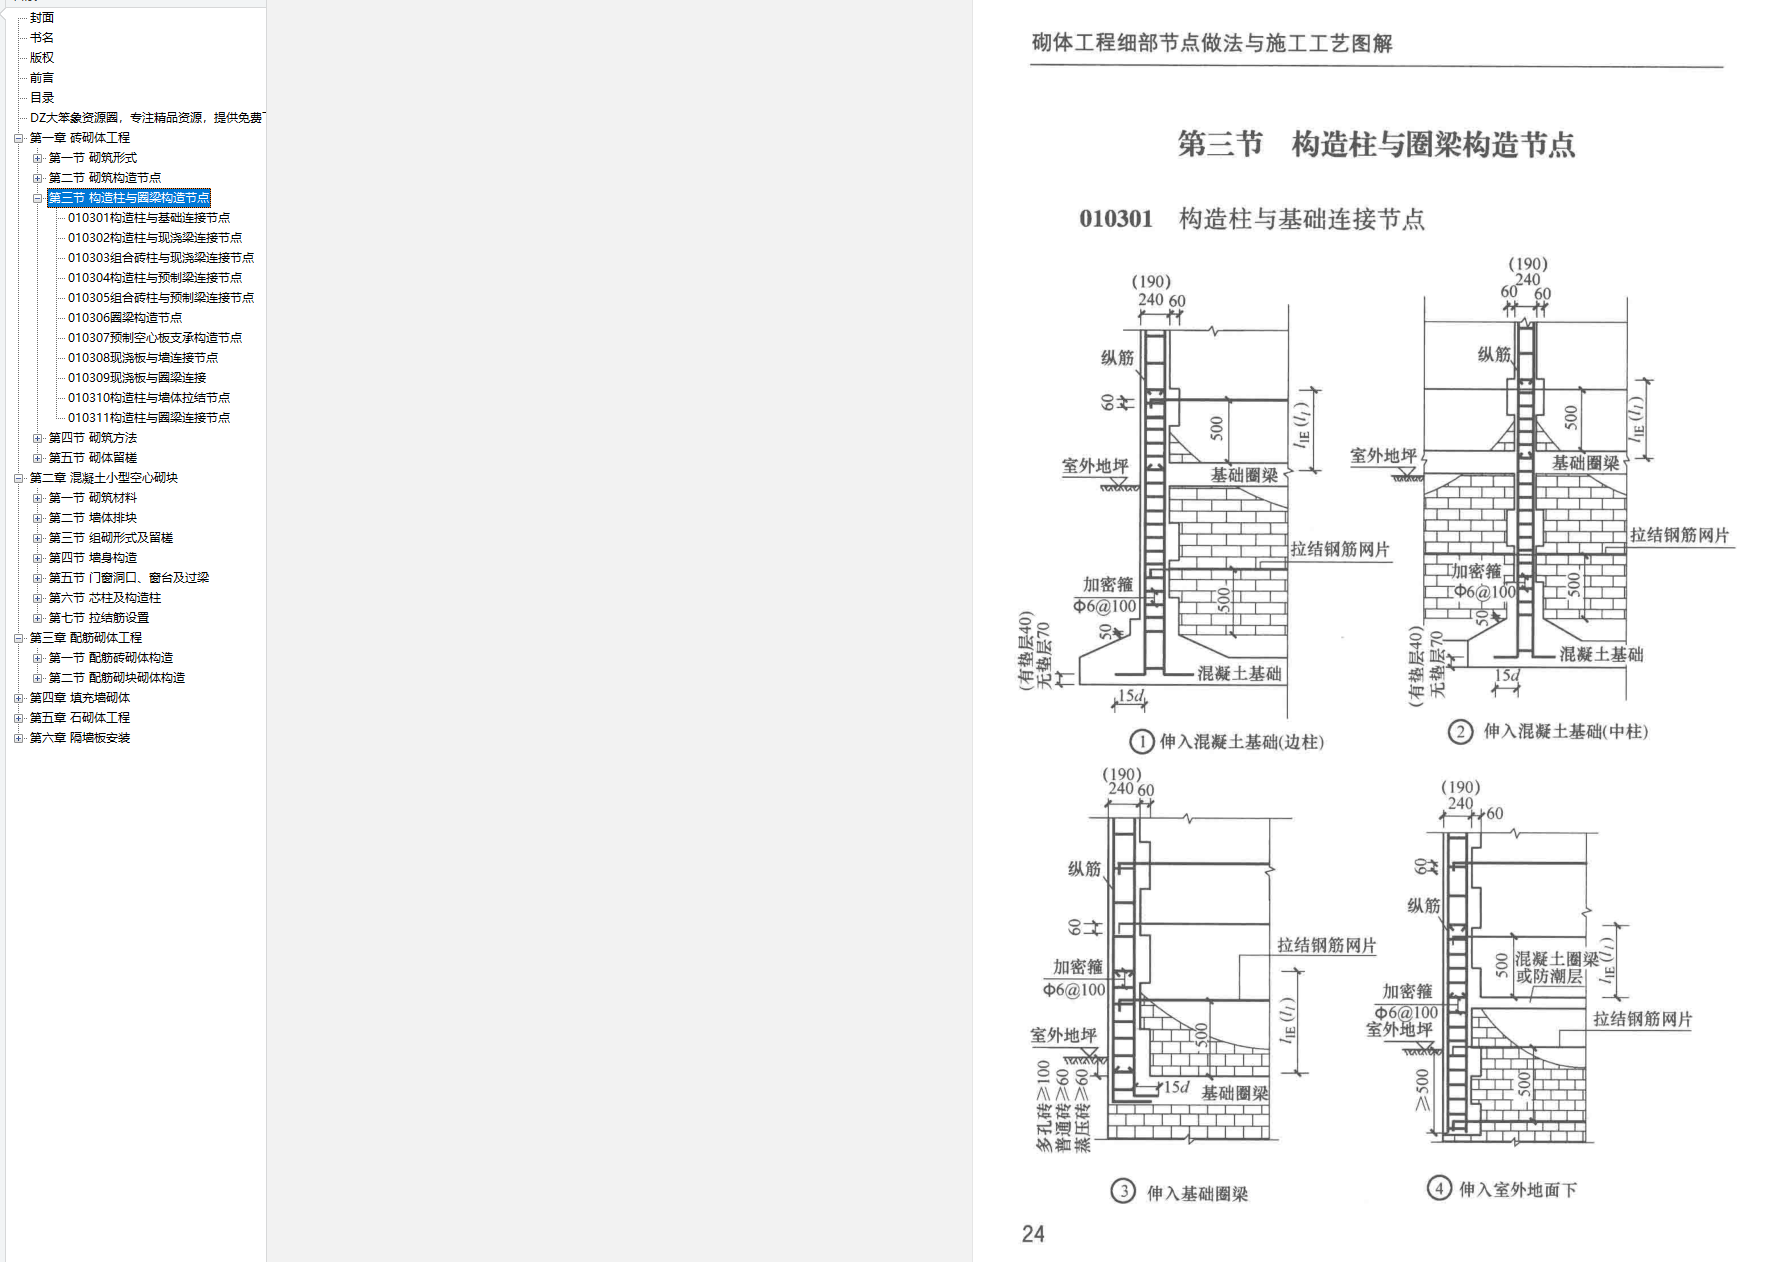 封面
书名
版权
前言
目录
DZ大笨象资源圈，专注精品资源，提供免费下
第一章 砖砌体工程
第一节 砌筑形式
第二节 砌筑构造节点
第三节 构造柱与圈梁构造节点
010301构造柱与基础连接节点
010302构造柱与现浇梁连接节点
010303组合砖柱与现浇梁连接节点
010304构造柱与预制梁连接节点
010305组合砖柱与预制梁连接节点
010306圈梁构造节点
010307预制空心板支承构造节点
010308现浇板与墙连接节点
010309现浇板与圈梁连接
010310构造柱与墙体拉结节点
010311构造柱与圈梁连接节点
第四节 砌筑方法
第五节 砌体留槎
第二章 混凝土小型空心砌块
第一节 砌筑材料
第二节 墙体排块
第三节 组砌形式及留槎
第四节 墙身构造
第五节 门窗洞口、窗台及过梁
第六节 芯柱及构造柱
第七节 拉结筋设置
第三章 配筋砌体工程
第一节 配筋砖砌体构造
第二节 配筋砌块砌体构造
第四章 填充墙砌体
第五章 石砌体工程
第六章 隔墙板安装
砌体工程细部节点做法与施工工艺图解
第三节 构造柱与圈梁构造节点
010301 构造柱与基础连接节点
(190)
240 60
纵筋
60
500
lIE(l1)
室外地坪
基础圈梁
拉结钢筋网片
加密箍
Φ6@100
500
50
(有垫层40)
无垫层70
混凝土基础
15d
① 伸入混凝土基础(边柱)
(190)
240
60 60
纵筋
500
lIE(l1)
室外地坪
基础圈梁
拉结钢筋网片
加密箍
Φ6@100
500
50
(有垫层40)
无垫层70
混凝土基础
15d
② 伸入混凝土基础(中柱)
(190)
240 60
纵筋
60
拉结钢筋网片
加密箍
Φ6@100
500
lIE(l1)
室外地坪
多孔砖≥100
普通砖≥60
蒸压砖≥60
15d
基础圈梁
③ 伸入基础圈梁
(190)
240
60
60
纵筋
500
混凝土圈梁
或防潮层
lIE(l1)
加密箍
Φ6@100
室外地坪
拉结钢筋网片
≥500
500
④ 伸入室外地面下
24